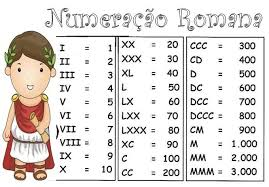 Numeração Romana
I = 1
II = 2
III = 3
IV = 4
V = 5
VI = 6
VII = 7
VIII = 8
IX = 9
X = 10
XX = 20
XXX = 30
XL = 40
L = 50
LX = 60
LXX = 70
LXXX = 80
XC = 90
C = 100
CC = 200
CCC = 300
CD = 400
D = 500
DC = 600
DCC = 700
DCCC = 800
CM = 900
M = 1.000
MM = 2.000
MMM = 3.000